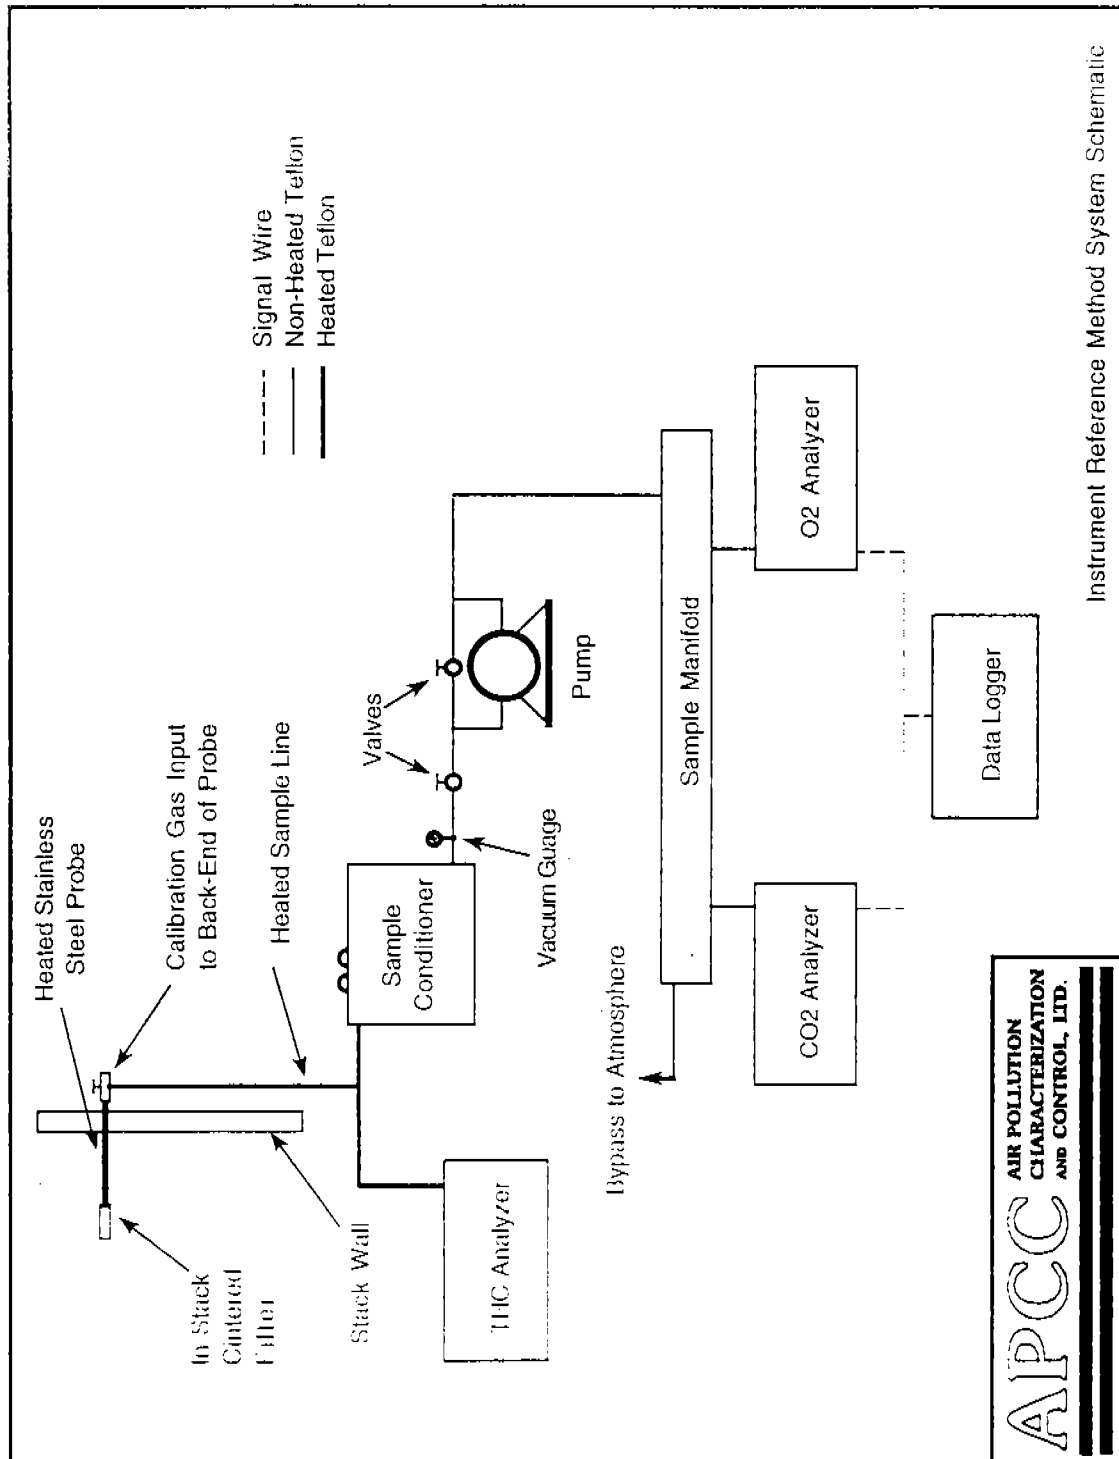 Heated Stainless
Steel Probe
Calibration Gas Input
to Back-End of Probe
Heated Sample Line
Signal Wire
Non-Heated Teflon
Heated Teflon
In Stack
Cintered
Filter
Stack Wall
THC Analyzer
Sample
Conditioner
Vacuum Guage
Valves
Pump
Bypass to Atmosphere
Sample Manifold
CO2 Analyzer
O2 Analyzer
Data Logger
APCC
AIR POLLUTION
CHARACTERIZATION
AND CONTROL, LTD.
Instrument Reference Method System Schematic